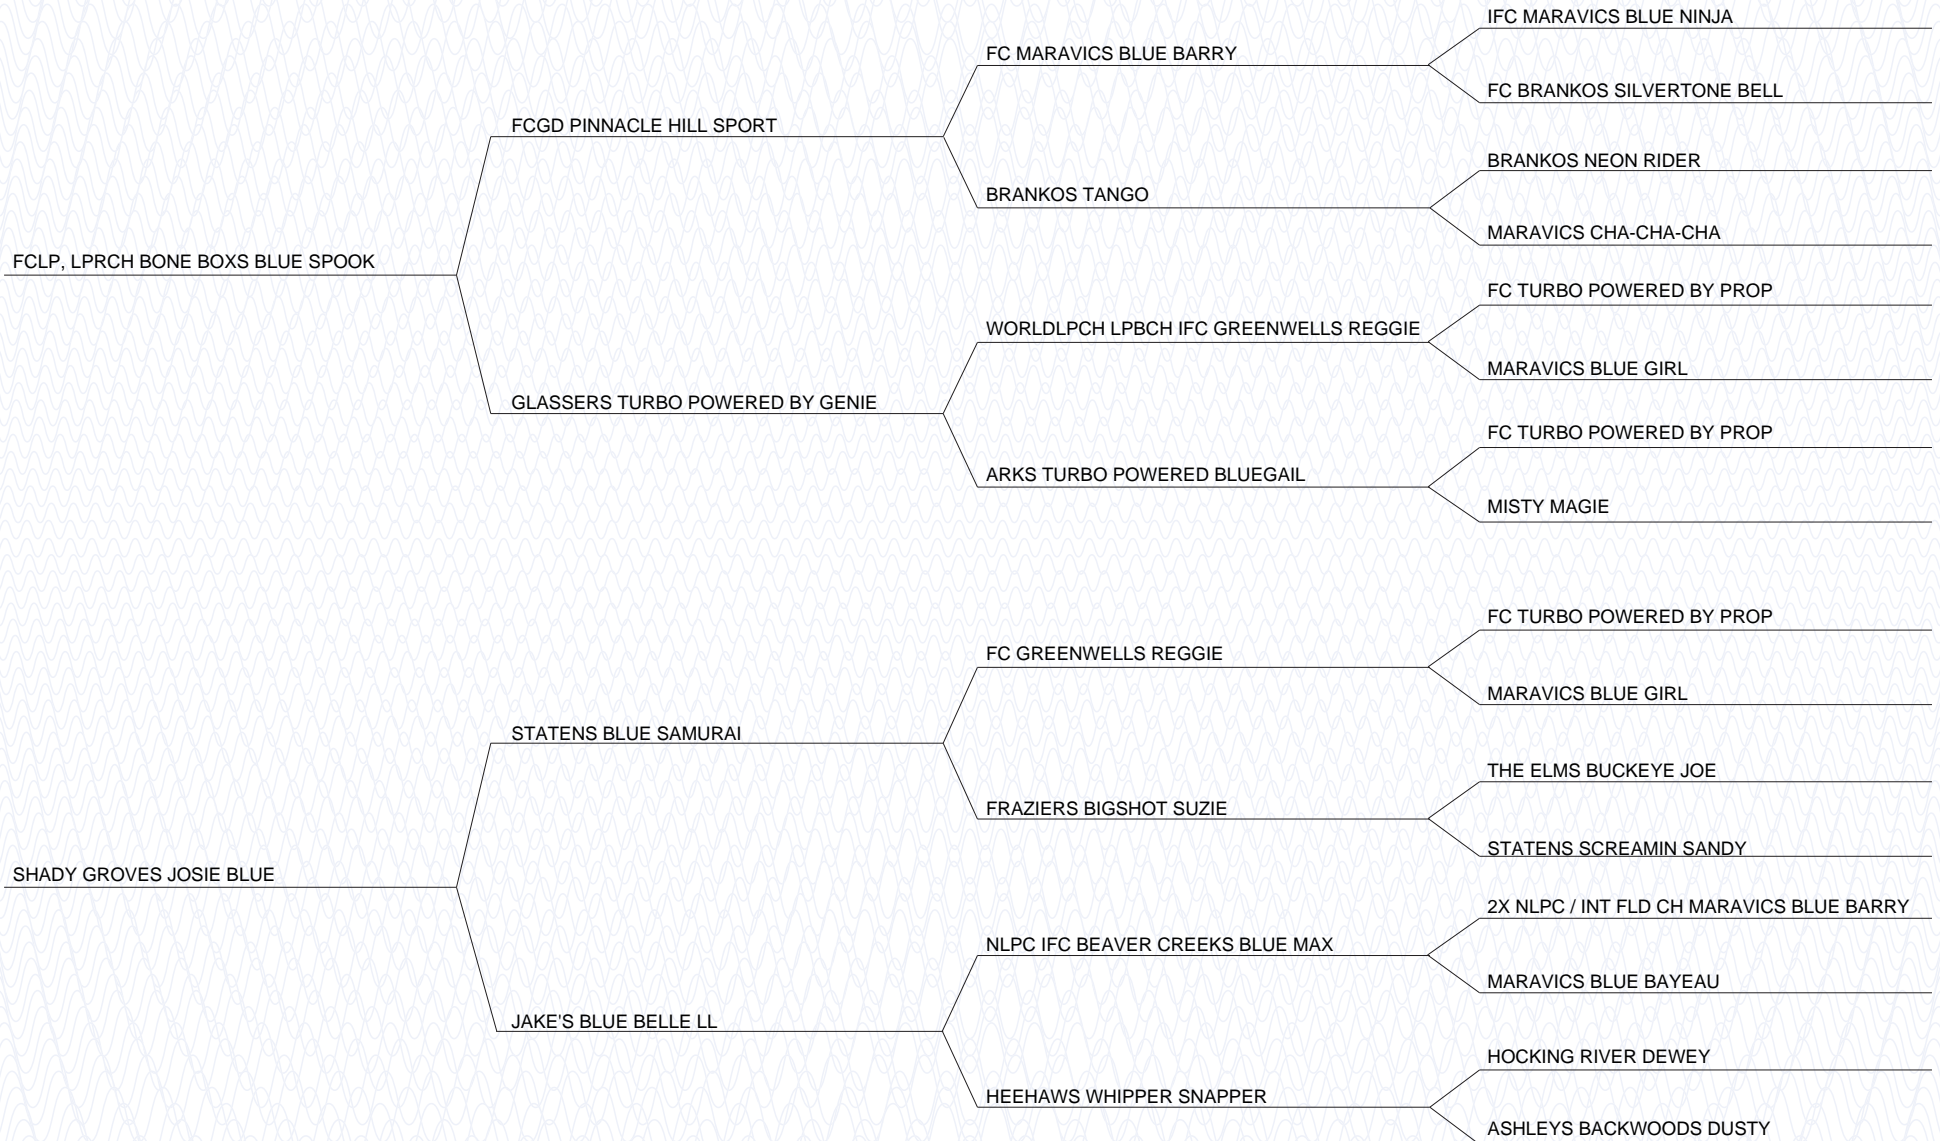 IFC MARAVICS BLUE NINJA
FC MARAVICS BLUE BARRY
FC BRANKOS SILVERTONE BELL
FCGD PINNACLE HILL SPORT
BRANKOS NEON RIDER
BRANKOS TANGO
MARAVICS CHA-CHA-CHA
FCLP, LPRCH BONE BOXS BLUE SPOOK
FC TURBO POWERED BY PROP
WORLDLPCH LPBCH IFC GREENWELLS REGGIE
MARAVICS BLUE GIRL
GLASSERS TURBO POWERED BY GENIE
FC TURBO POWERED BY PROP
ARKS TURBO POWERED BLUEGAIL
MISTY MAGIE
FC TURBO POWERED BY PROP
FC GREENWELLS REGGIE
MARAVICS BLUE GIRL
STATENS BLUE SAMURAI
THE ELMS BUCKEYE JOE
FRAZIERS BIGSHOT SUZIE
STATENS SCREAMIN SANDY
SHADY GROVES JOSIE BLUE
2X NLPC / INT FLD CH MARAVICS BLUE BARRY
NLPC IFC BEAVER CREEKS BLUE MAX
MARAVICS BLUE BAYEAU
JAKE'S BLUE BELLE LL
HOCKING RIVER DEWEY
HEEHAWS WHIPPER SNAPPER
ASHLEYS BACKWOODS DUSTY